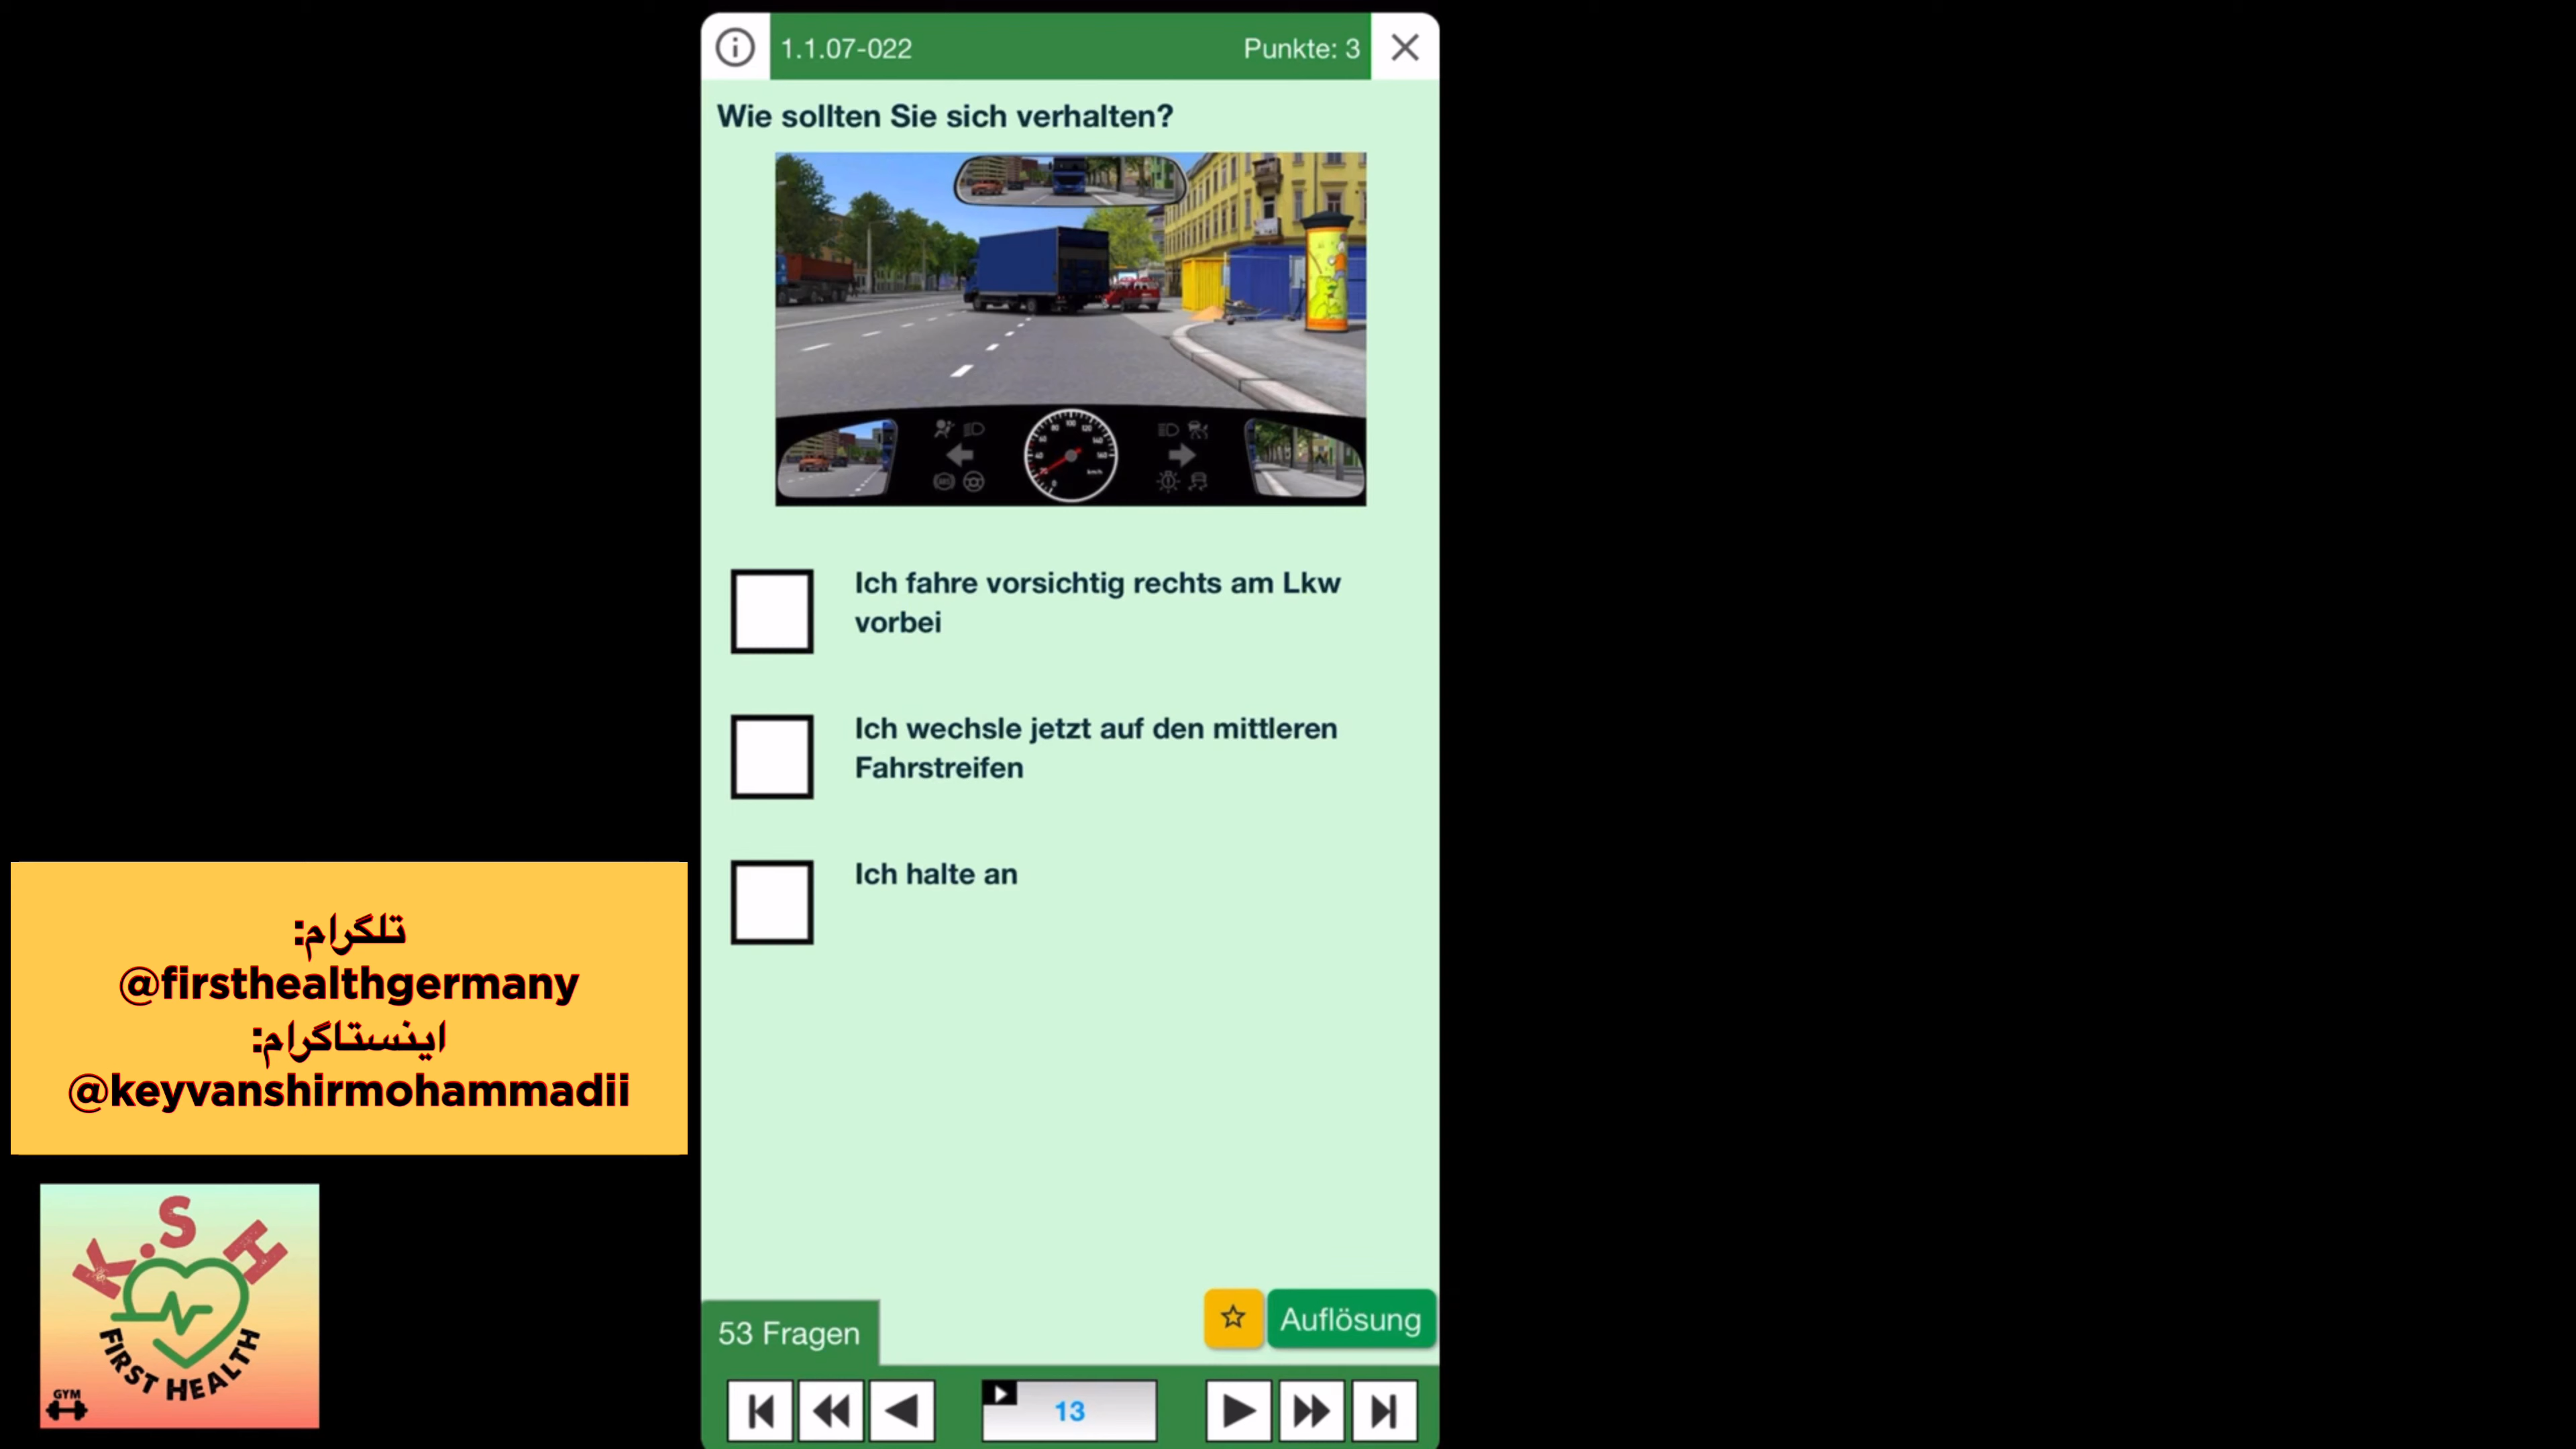 1.1.07-022
Punkte: 3
Wie sollten Sie sich verhalten?
Ich fahre vorsichtig rechts am Lkw
vorbei
Ich wechsle jetzt auf den mittleren
Fahrstreifen
Ich halte an
تلگرام:
@firsthealthgermany
اینستاگرام:
@keyvanshirmohammadii
K.SH
FIRST HEALTH
GYM
53 Fragen
Auflösung
13